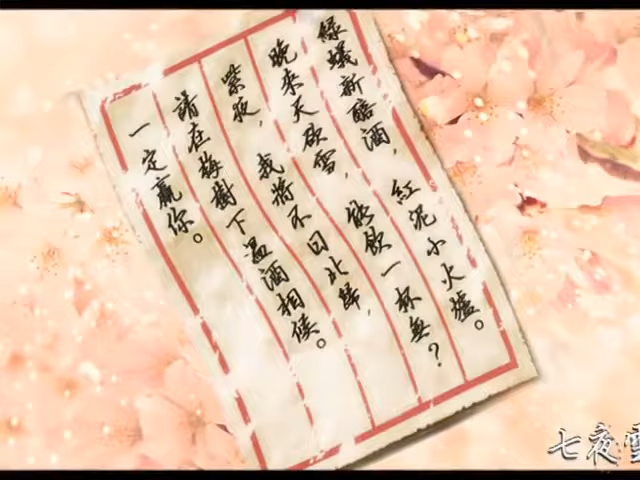 綠蟻新醅酒，紅泥小火爐。
晚來天欲雪，能飲一杯無？
紫夜，我將不日北歸，
請在梅樹下溫酒相候。
一定贏你。
七夜雪